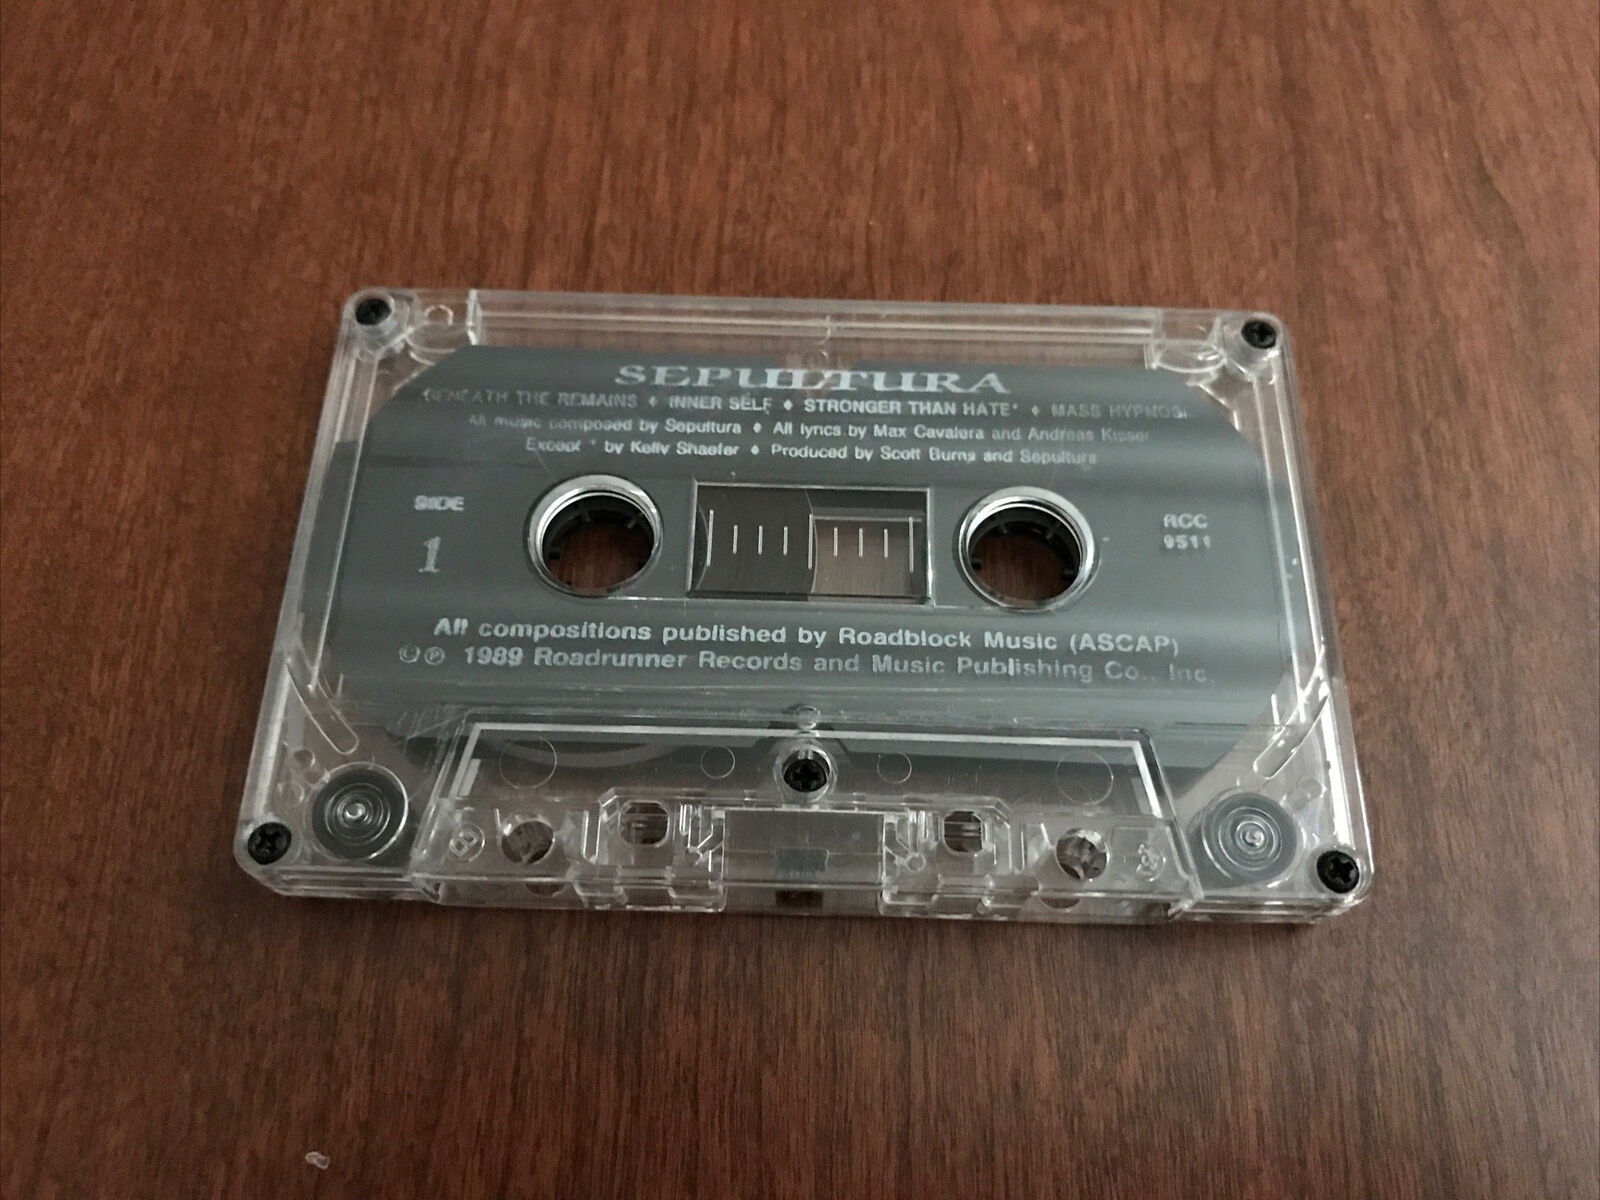 SEPULTURA
BENEATH THE REMAINS ♦ INNER SELF ♦ STRONGER THAN HATE* ♦ MASS HYPNOSI
All music composed by Sepultura ♦ All lyrics by Max Cavalera and Andreas Kisser
Except * by Kelly Shaefer ♦ Produced by Scott Burns and Sepultura
SIDE
1
RCC
9511
All compositions published by Roadblock Music (ASCAP)
©℗ 1989 Roadrunner Records and Music Publishing Co., Inc.